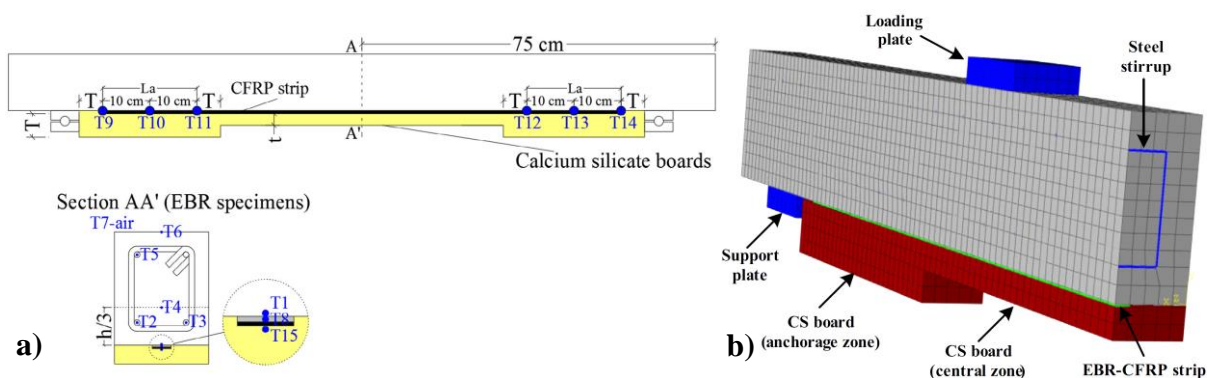 A
75 cm
La
La
CFRP strip
T
10 cm
10 cm
T
T
10 cm
10 cm
T
T
T9
T10
T11
T12
T13
T14
t
A'
Calcium silicate boards
Section AA' (EBR specimens)
T7-air
T6
T5
T4
h/3
T2
T3
T1
T8
T15
a)
Loading
plate
Steel
stirrup
Support
plate
CS board
(anchorage zone)
CS board
(central zone)
EBR-CFRP strip
x z
b)